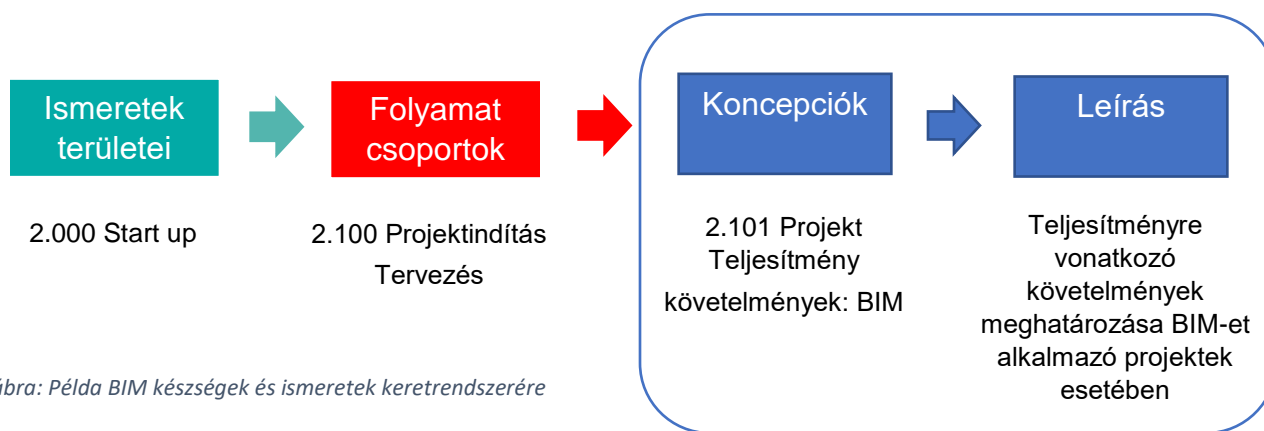 Ismeretek
területei
Folyamat
csoportok
Koncepciók
Leírás
2.000 Start up
2.100 Projektindítás
Tervezés
2.101 Projekt
Teljesítmény
követelmények: BIM
Teljesítményre
vonatkozó
követelmények
meghatározása BIM-et
alkalmazó projektek
esetében
ábra: Példa BIM készségek és ismeretek keretrendszerére